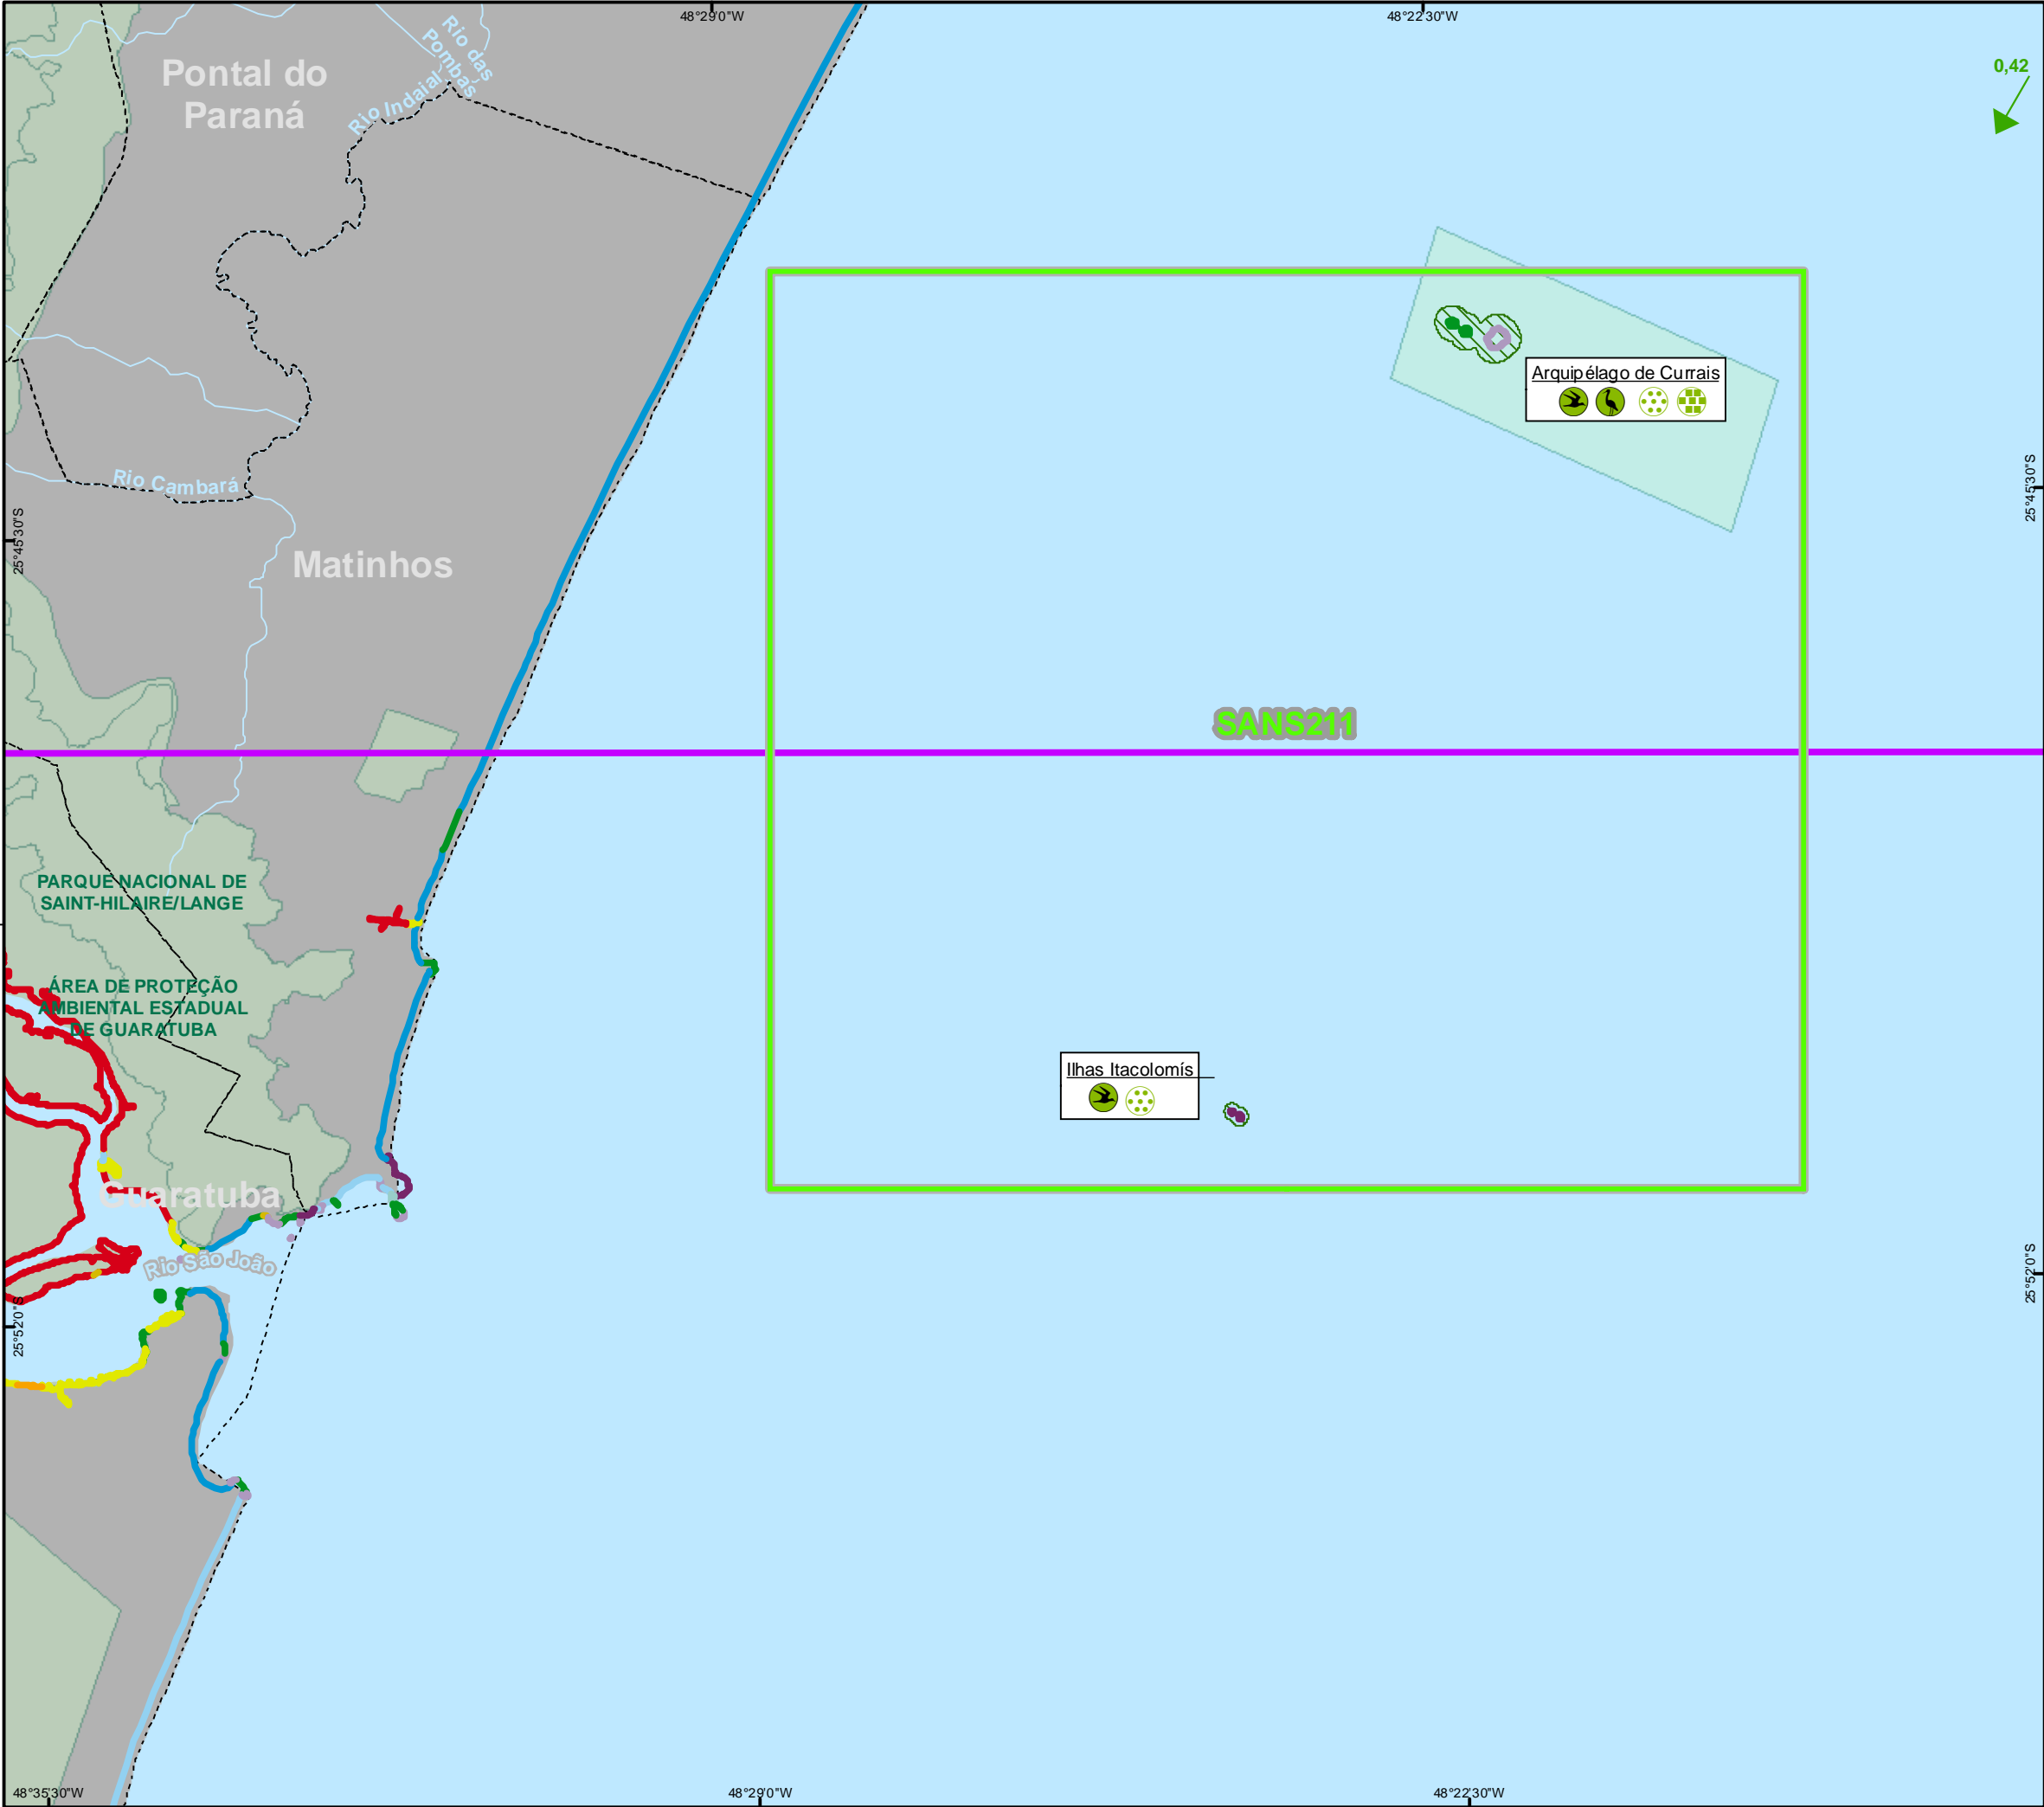 48°29'0"W
48°22'30"W
0,42
Pontal do
Paraná
Rio das
Pombas
Rio Indaial
Arquipélago de Currais
Rio Cambará
25°45'30"S
25°45'30"S
Matinhos
SANS211
PARQUE NACIONAL DE
SAINT-HILAIRE/LANGE
ÁREA DE PROTEÇÃO
AMBIENTAL ESTADUAL
DE GUARATUBA
Ilhas Itacolomís
Guaratuba
Rio São João
25°52'0"S
25°52'0"S
48°35'30"W
48°29'0"W
48°22'30"W